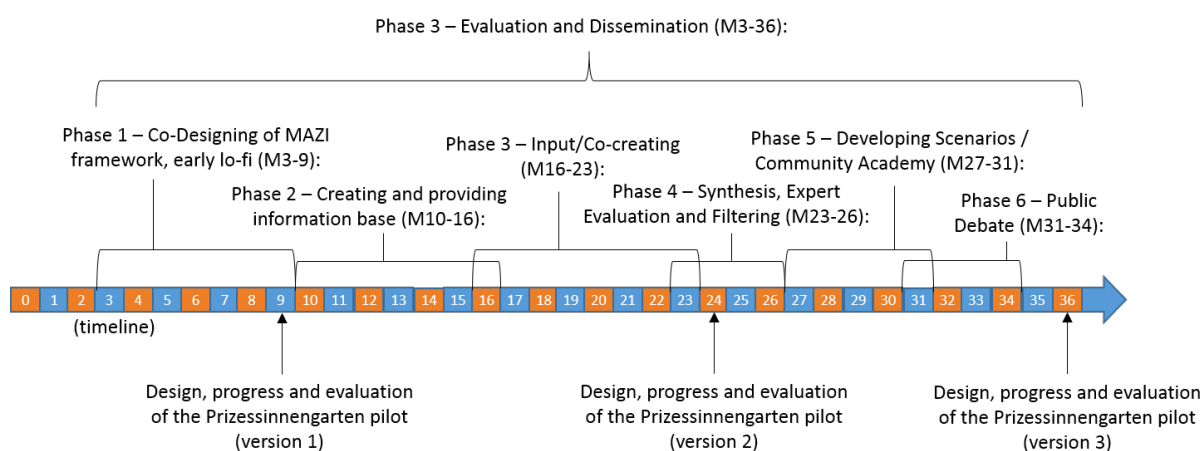 Phase 3 – Evaluation and Dissemination (M3-36):
Phase 1 – Co-Designing of MAZI
framework, early lo-fi (M3-9):
Phase 2 – Creating and providing
information base (M10-16):
Phase 3 – Input/Co-creating
(M16-23):
Phase 4 – Synthesis, Expert
Evaluation and Filtering (M23-26):
Phase 5 – Developing Scenarios /
Community Academy (M27-31):
Phase 6 – Public
Debate (M31-34):
0 1 2 3 4 5 6 7 8 9 10 11 12 13 14 15 16 17 18 19 20 21 22 23 24 25 26 27 28 29 30 31 32 33 34 35 36
(timeline)
Design, progress and evaluation
of the Prizessinnengarten pilot
(version 1)
Design, progress and evaluation
of the Prizessinnengarten pilot
(version 2)
Design, progress and evaluation
of the Prizessinnengarten pilot
(version 3)